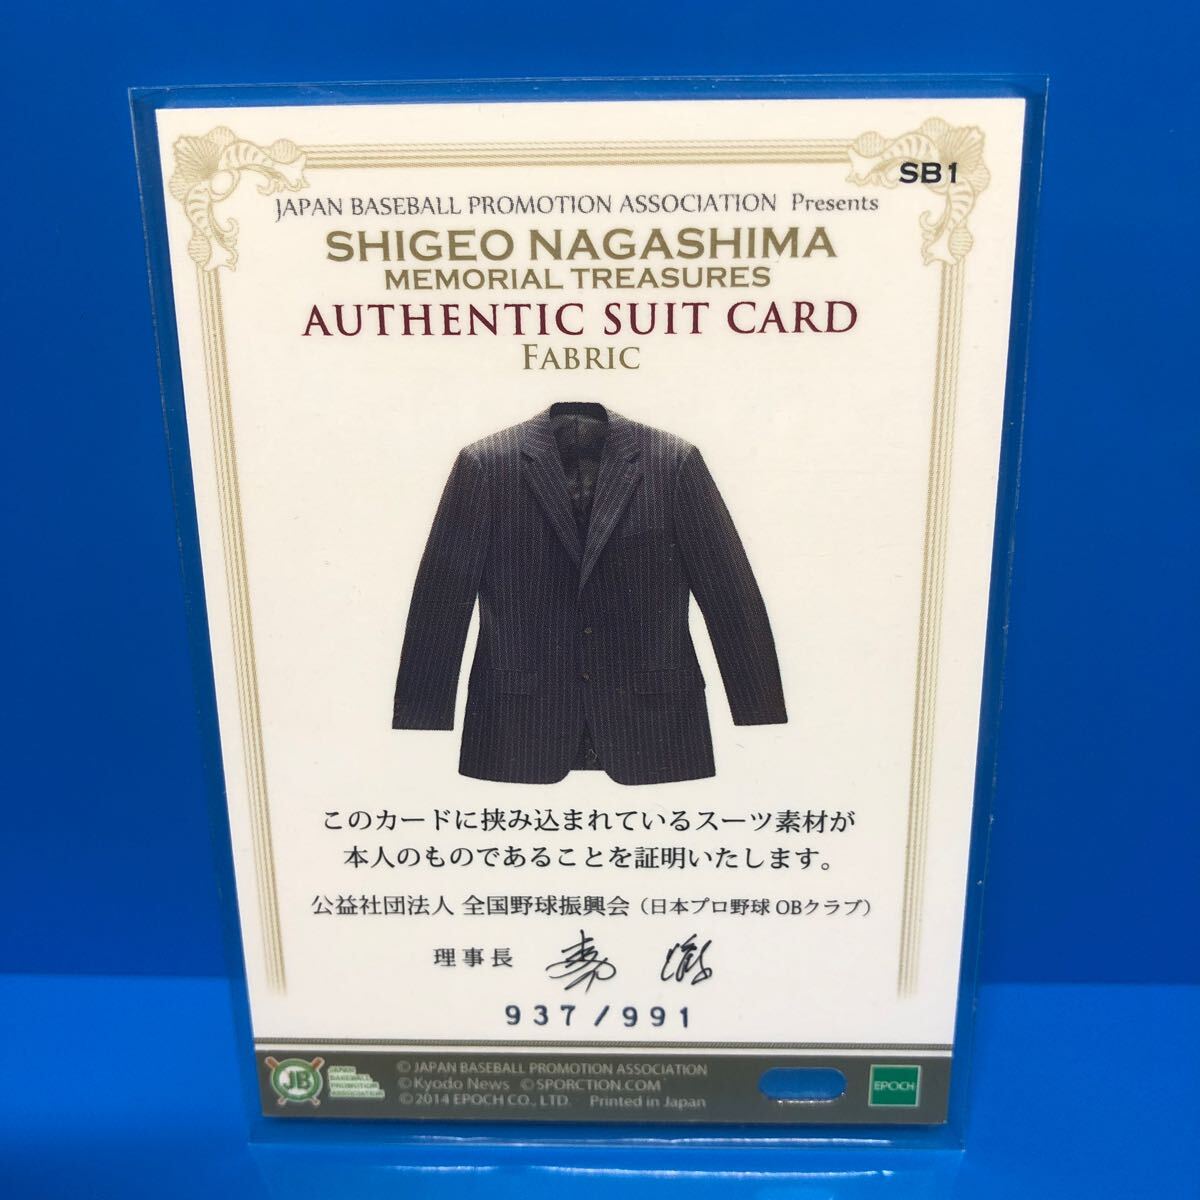 SB1
JAPAN BASEBALL PROMOTION ASSOCIATION Presents
SHIGEO NAGASHIMA
MEMORIAL TREASURES
AUTHENTIC SUIT CARD
FABRIC
このカードに挟み込まれているスーツ素材が
本人のものであることを証明いたします。
公益社団法人 全国野球振興会（日本プロ野球OBクラブ）
理事長
937/991
JB
JAPAN
BASEBALL
PROMOTION
ASSOCIATION
© JAPAN BASEBALL PROMOTION ASSOCIATION
©Kyodo News ©SPORCTION.COM
©2014 EPOCH CO., LTD. Printed in Japan
EPOCH